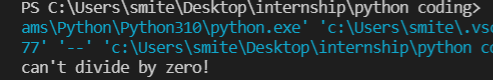 PS C:\Users\smite\Desktop\internship\python coding>
ams\Python\Python310\python.exe' 'c:\Users\smite\.vsc
77' '--' 'c:\Users\smite\Desktop\internship\python co
can't divide by zero!